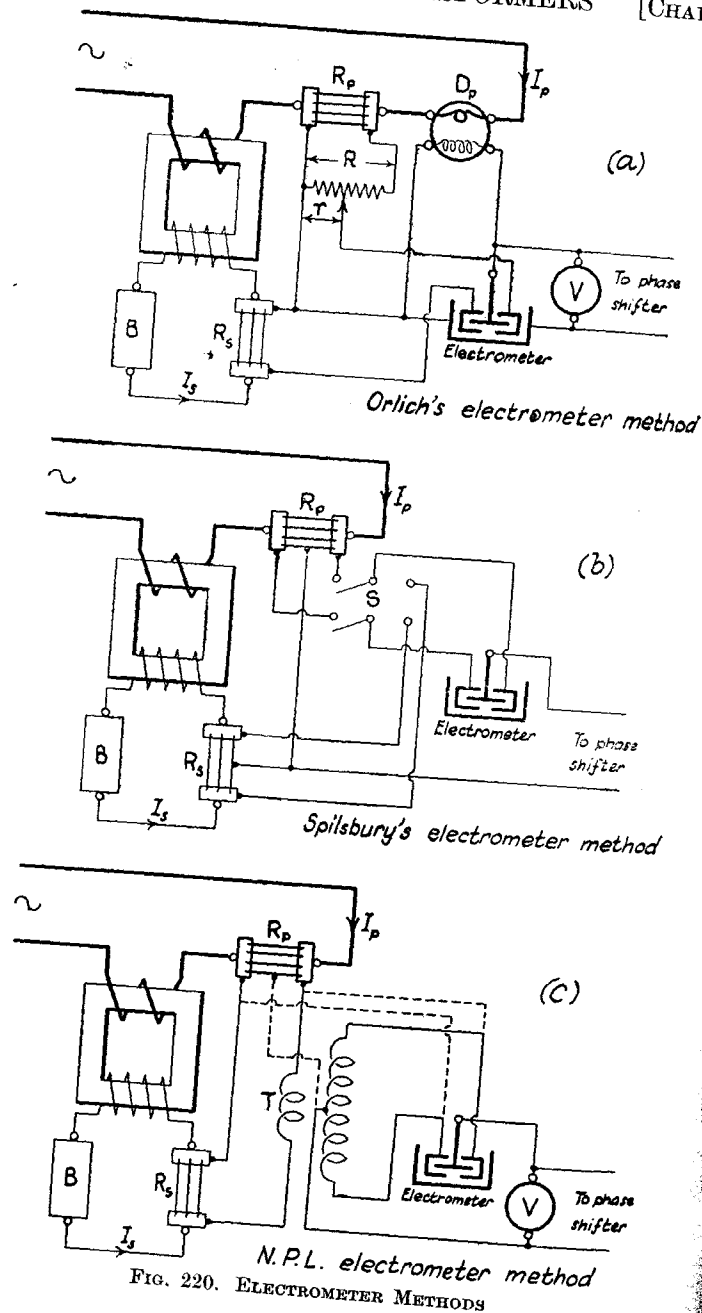 [CHAP
∼
R_p
D_p
I_p
(a)
R
r
V
To phase
shifter
B
R_s
Electrometer
I_s
Orlich's electrometer method
∼
R_p
I_p
(b)
S
B
R_s
Electrometer
To phase
shifter
I_s
Spilsbury's electrometer method
∼
R_p
I_p
(c)
T
B
R_s
Electrometer
V
To phase
shifter
I_s
N.P.L. electrometer method
FIG. 220. ELECTROMETER METHODS